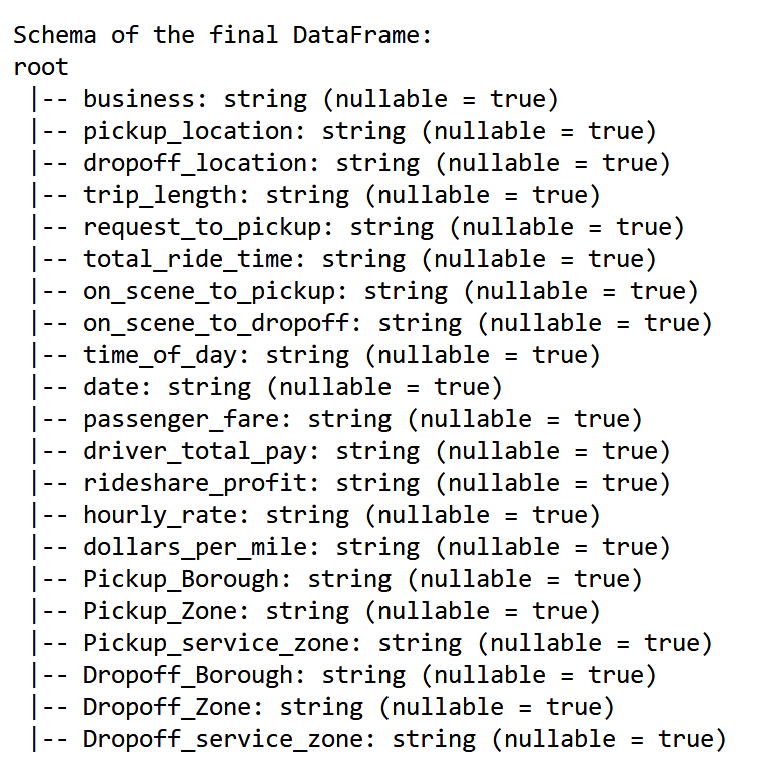 Schema of the final DataFrame:
root
 |-- business: string (nullable = true)
 |-- pickup_location: string (nullable = true)
 |-- dropoff_location: string (nullable = true)
 |-- trip_length: string (nullable = true)
 |-- request_to_pickup: string (nullable = true)
 |-- total_ride_time: string (nullable = true)
 |-- on_scene_to_pickup: string (nullable = true)
 |-- on_scene_to_dropoff: string (nullable = true)
 |-- time_of_day: string (nullable = true)
 |-- date: string (nullable = true)
 |-- passenger_fare: string (nullable = true)
 |-- driver_total_pay: string (nullable = true)
 |-- rideshare_profit: string (nullable = true)
 |-- hourly_rate: string (nullable = true)
 |-- dollars_per_mile: string (nullable = true)
 |-- Pickup_Borough: string (nullable = true)
 |-- Pickup_Zone: string (nullable = true)
 |-- Pickup_service_zone: string (nullable = true)
 |-- Dropoff_Borough: string (nullable = true)
 |-- Dropoff_Zone: string (nullable = true)
 |-- Dropoff_service_zone: string (nullable = true)